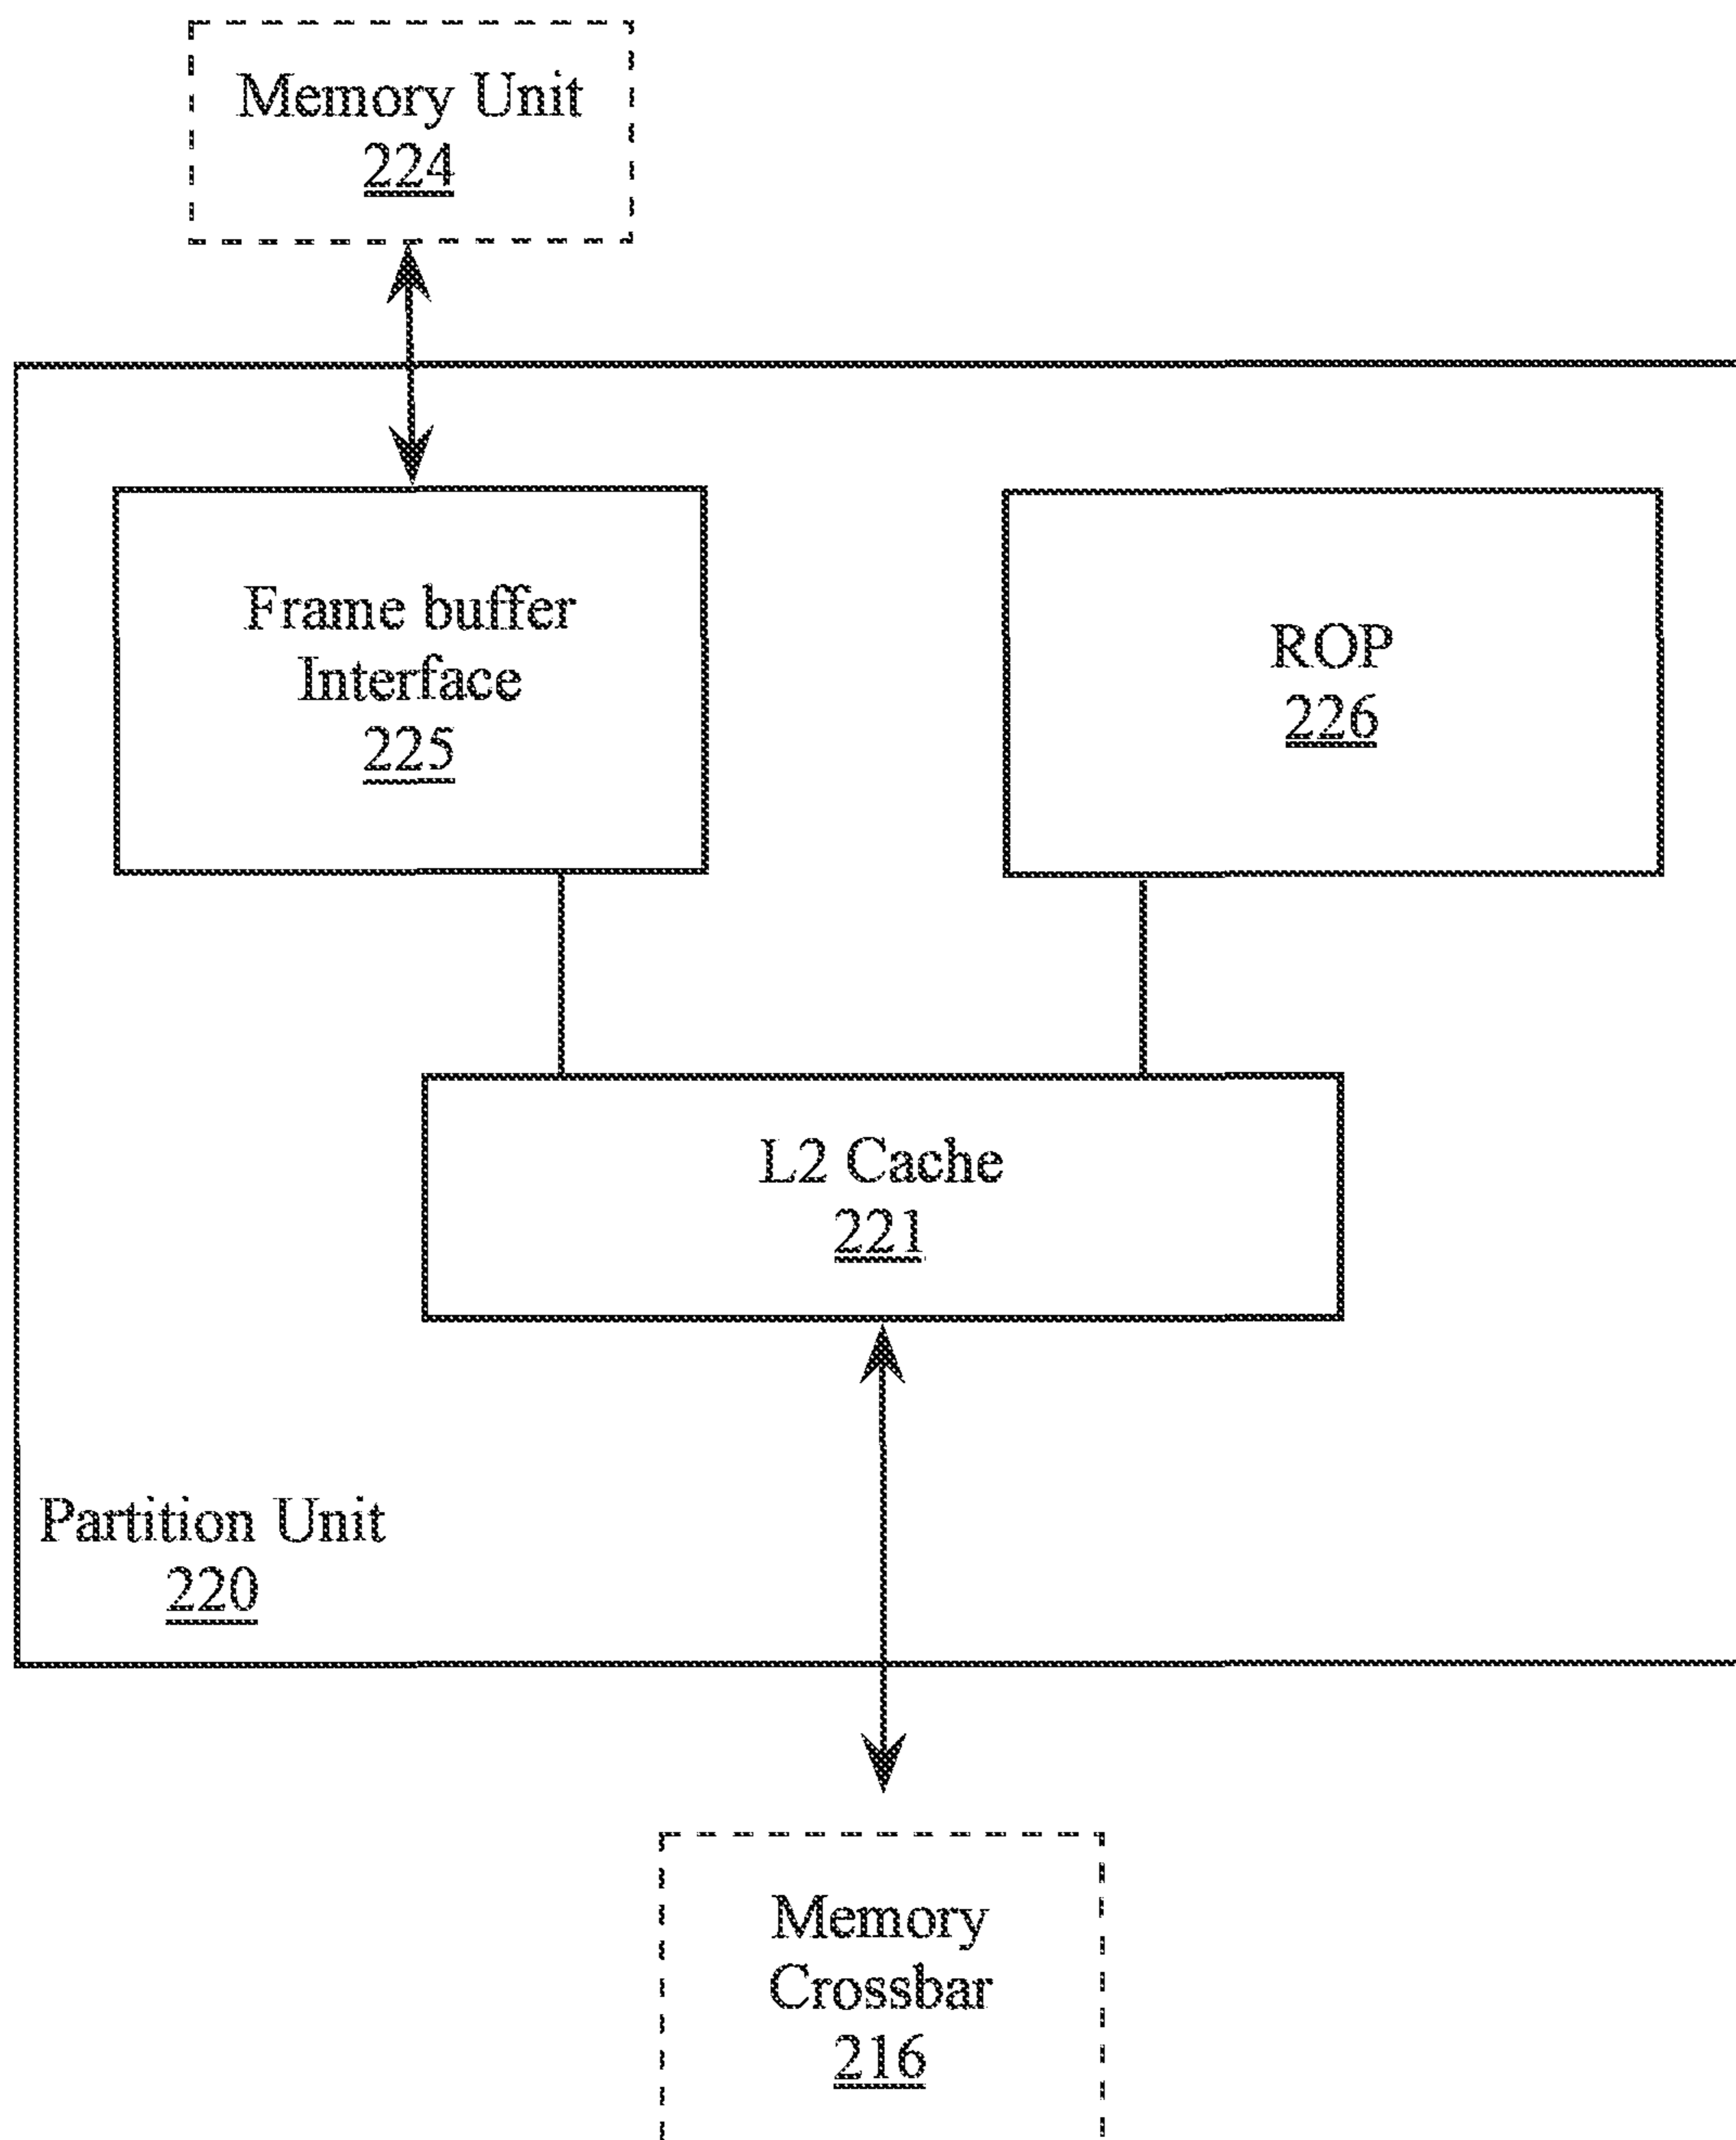 Memory Unit
224
Frame buffer
Interface
225
ROP
226
L2 Cache
221
Partition Unit
220
Memory
Crossbar
216